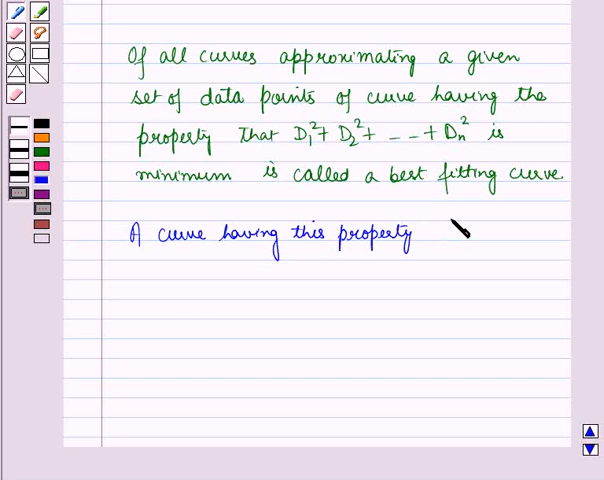 Of all curves approximating a given
set of data points of curve having the
property that D₁²+ D₂²+ -- -- + Dn² is
minimum is called a best fitting curve.
A curve having this property